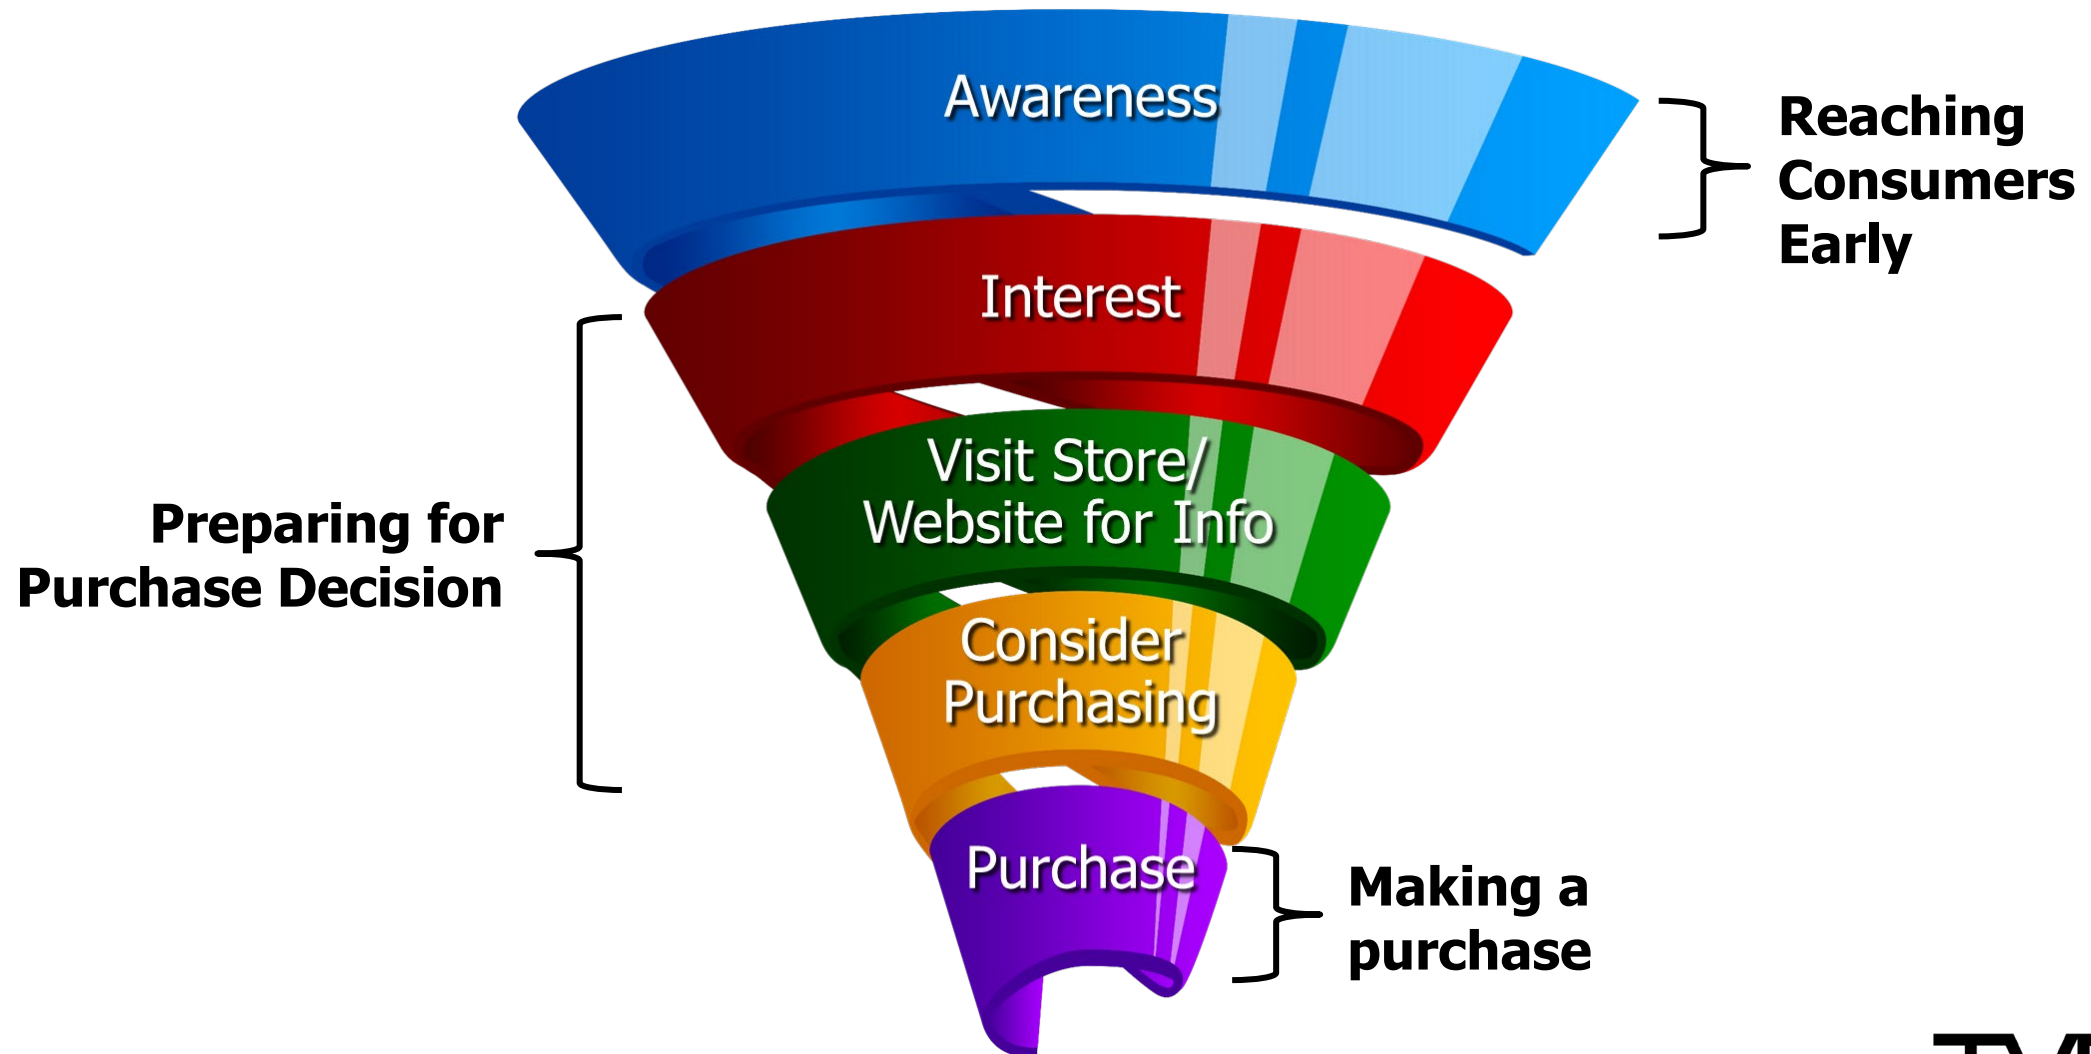 Awareness
Reaching
Consumers
Early
Interest
Visit Store/
Website for Info
Preparing for
Purchase Decision
Consider
Purchasing
Purchase
Making a
purchase